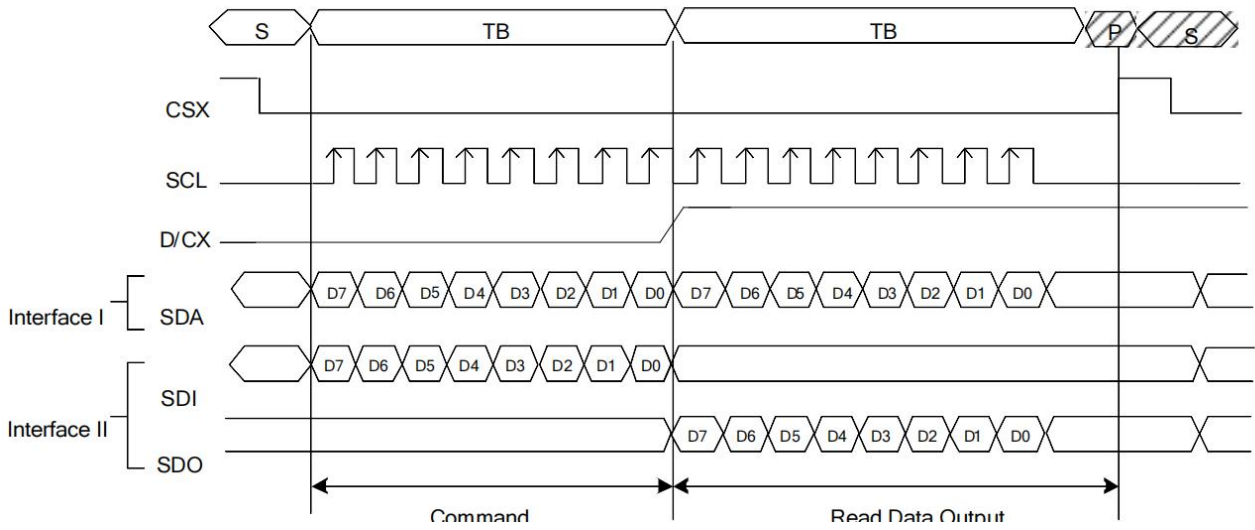 S TB TB P S
CSX
SCL
D/CX
D7 D6 D5 D4 D3 D2 D1 D0 D7 D6 D5 D4 D3 D2 D1 D0
Interface I SDA
D7 D6 D5 D4 D3 D2 D1 D0
SDI
Interface II
D7 D6 D5 D4 D3 D2 D1 D0
SDO
Command Read Data Output